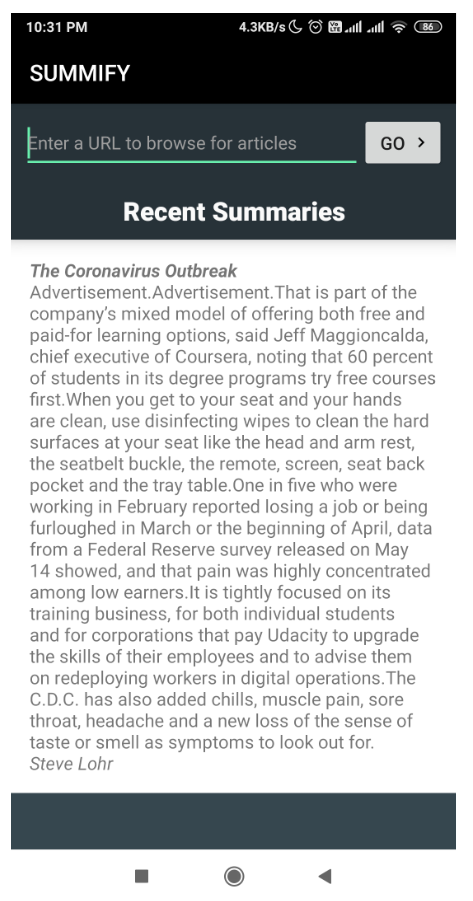 10:31 PM 4.3KB/s 86
SUMMIFY
Enter a URL to browse for articles GO >
Recent Summaries
The Coronavirus Outbreak
Advertisement.Advertisement.That is part of the
company's mixed model of offering both free and
paid-for learning options, said Jeff Maggioncalda,
chief executive of Coursera, noting that 60 percent
of students in its degree programs try free courses
first.When you get to your seat and your hands
are clean, use disinfecting wipes to clean the hard
surfaces at your seat like the head and arm rest,
the seatbelt buckle, the remote, screen, seat back
pocket and the tray table.One in five who were
working in February reported losing a job or being
furloughed in March or the beginning of April, data
from a Federal Reserve survey released on May
14 showed, and that pain was highly concentrated
among low earners.It is tightly focused on its
training business, for both individual students
and for corporations that pay Udacity to upgrade
the skills of their employees and to advise them
on redeploying workers in digital operations.The
C.D.C. has also added chills, muscle pain, sore
throat, headache and a new loss of the sense of
taste or smell as symptoms to look out for.
Steve Lohr